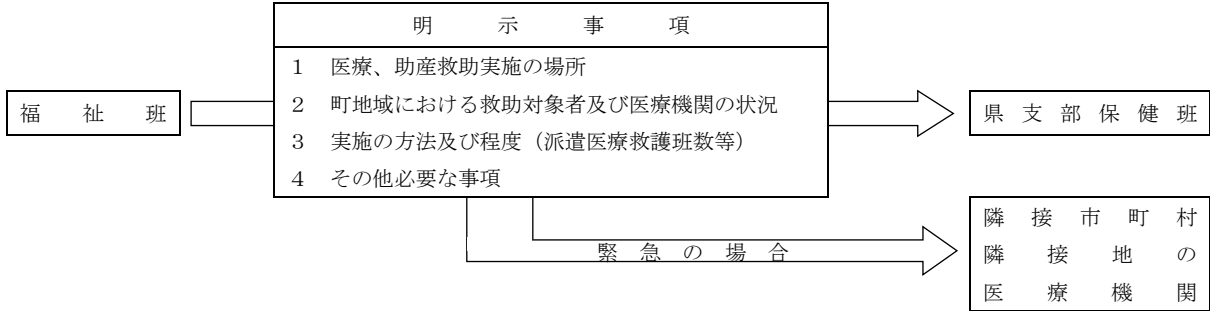 明示事項
1 医療、助産救助実施の場所
2 町地域における救助対象者及び医療機関の状況
3 実施の方法及び程度（派遣医療救護班数等）
4 その他必要な事項
福祉班
県支部保健班
緊急の場合
隣接市町村
隣接地の
医療機関